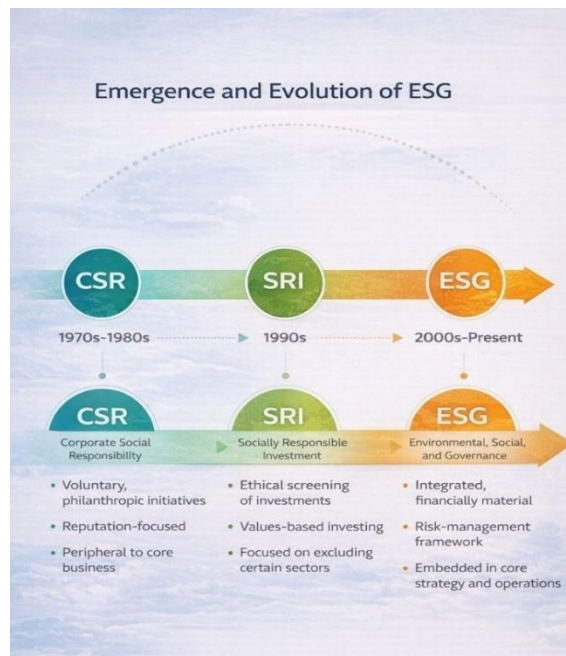 Emergence and Evolution of ESG
CSR
SRI
ESG
1970s-1980s
1990s
2000s-Present
CSR
SRI
ESG
Corporate Social
Responsibility
Socially Responsible
Investment
Environmental, Social,
and Governance
• Voluntary,
philanthropic initiatives
• Reputation-focused
• Peripheral to core
business
• Ethical screening
of investments
• Values-based investing
• Focused on excluding
certain sectors
• Integrated,
financially material
• Risk-management
framework
• Embedded in core
strategy and operations